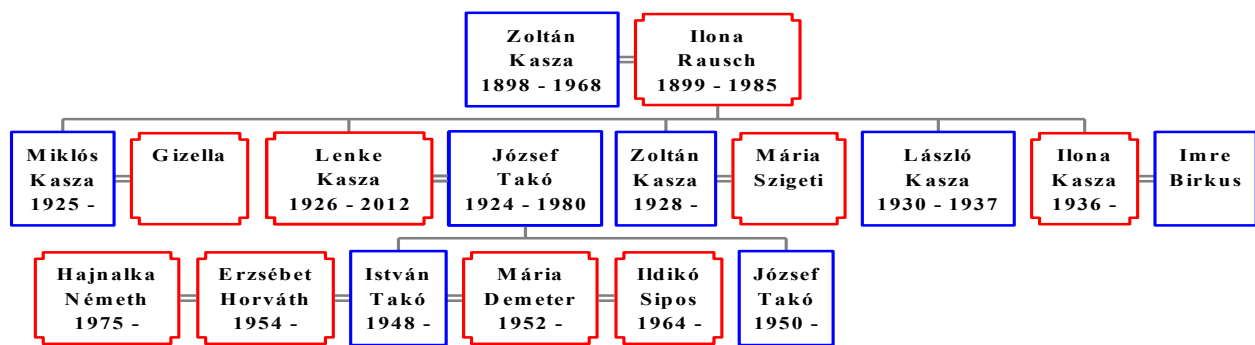 Zoltán
Kasza
1898 - 1968
Ilona
Rausch
1899 - 1985
Miklós
Kasza
1925 -
Gizella
Lenke
Kasza
1926 - 2012
József
Takó
1924 - 1980
Zoltán
Kasza
1928 -
Mária
Szigeti
László
Kasza
1930 - 1937
Ilona
Kasza
1936 -
Imre
Birkus
Hajnalka
Németh
1975 -
Erzsébet
Horváth
1954 -
István
Takó
1948 -
Mária
Demeter
1952 -
Ildikó
Sipos
1964 -
József
Takó
1950 -